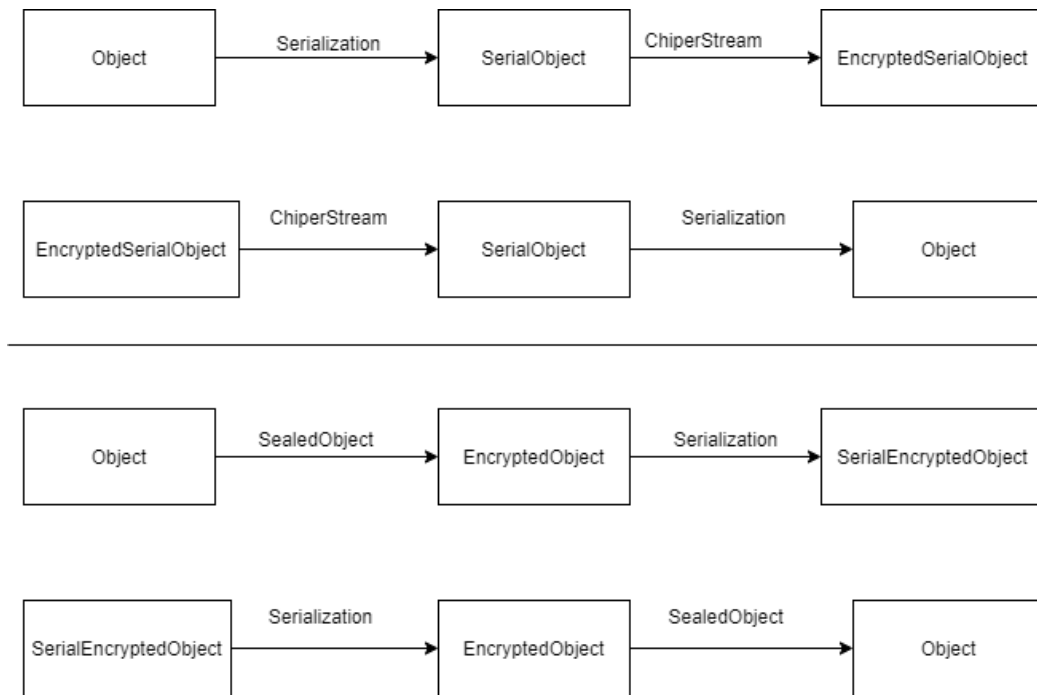 Object
Serialization
SerialObject
ChiperStream
EncryptedSerialObject
EncryptedSerialObject
ChiperStream
SerialObject
Serialization
Object
Object
SealedObject
EncryptedObject
Serialization
SerialEncryptedObject
SerialEncryptedObject
Serialization
EncryptedObject
SealedObject
Object